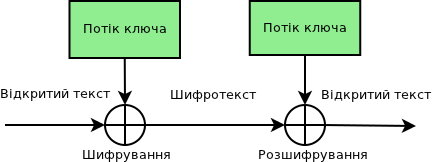 Потік ключа
Потік ключа
Відкритий текст
Шифротекст
Відкритий текст
Шифрування
Розшифрування